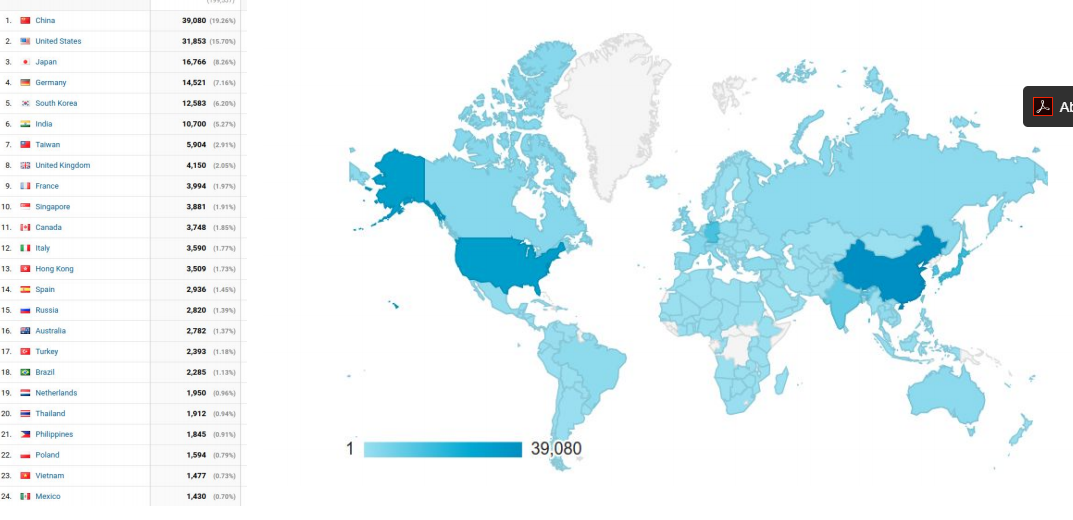 1. China 39,080 (19.26%)
2. United States 31,853 (15.70%)
3. Japan 16,766 (8.26%)
4. Germany 14,521 (7.16%)
5. South Korea 12,583 (6.20%)
6. India 10,700 (5.27%)
7. Taiwan 5,904 (2.91%)
8. United Kingdom 4,150 (2.05%)
9. France 3,994 (1.97%)
10. Singapore 3,881 (1.91%)
11. Canada 3,748 (1.85%)
12. Italy 3,590 (1.77%)
13. Hong Kong 3,509 (1.73%)
14. Spain 2,936 (1.45%)
15. Russia 2,820 (1.39%)
16. Australia 2,782 (1.37%)
17. Turkey 2,393 (1.18%)
18. Brazil 2,285 (1.13%)
19. Netherlands 1,950 (0.96%)
20. Thailand 1,912 (0.94%)
21. Philippines 1,845 (0.91%)
22. Poland 1,594 (0.79%)
23. Vietnam 1,477 (0.73%)
24. Mexico 1,430 (0.70%)
1 39,080
Ab